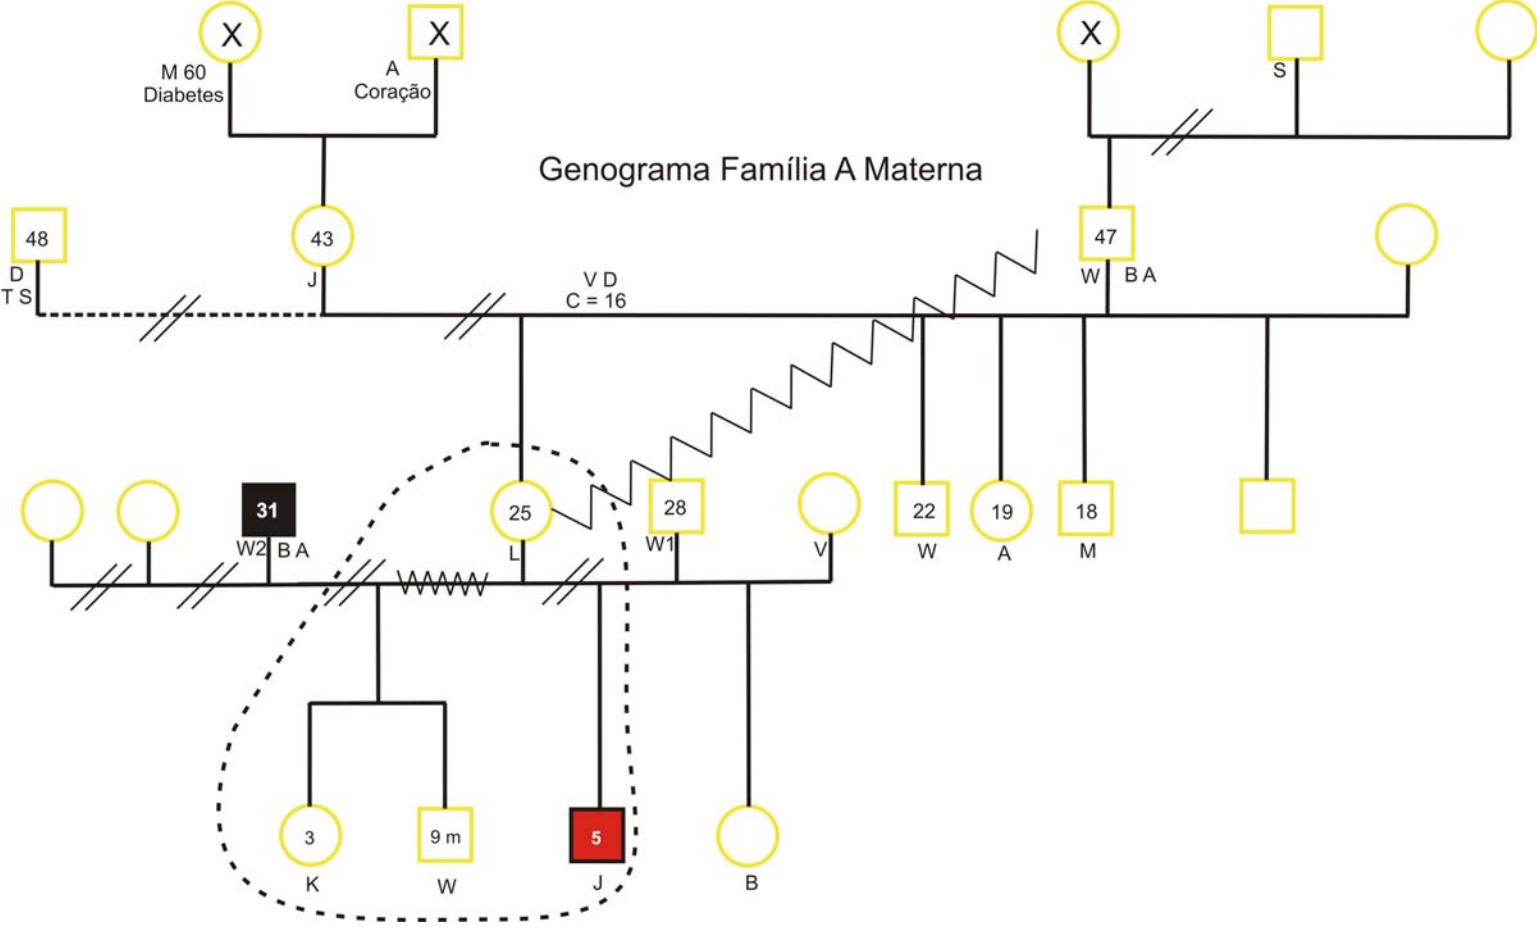 X
X
X
M 60
Diabetes
A
Coração
S
Genograma Família A Materna
48
D
T S
43
J
V D
C = 16
47
W
B A
31
W2
B A
25
L
28
W1
V
22
W
19
A
18
M
3
K
9 m
W
5
J
B